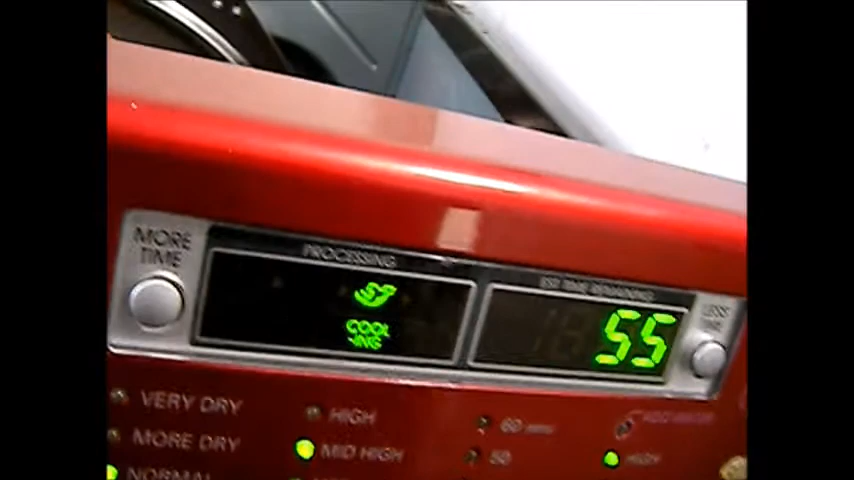 MORE
TIME
PROCESSING
COOL
-ING
EST. TIME REMAINING
55
LESS
TIME
VERY DRY
HIGH
60
MORE DRY
MID HIGH
50
HIGH
NORMAL